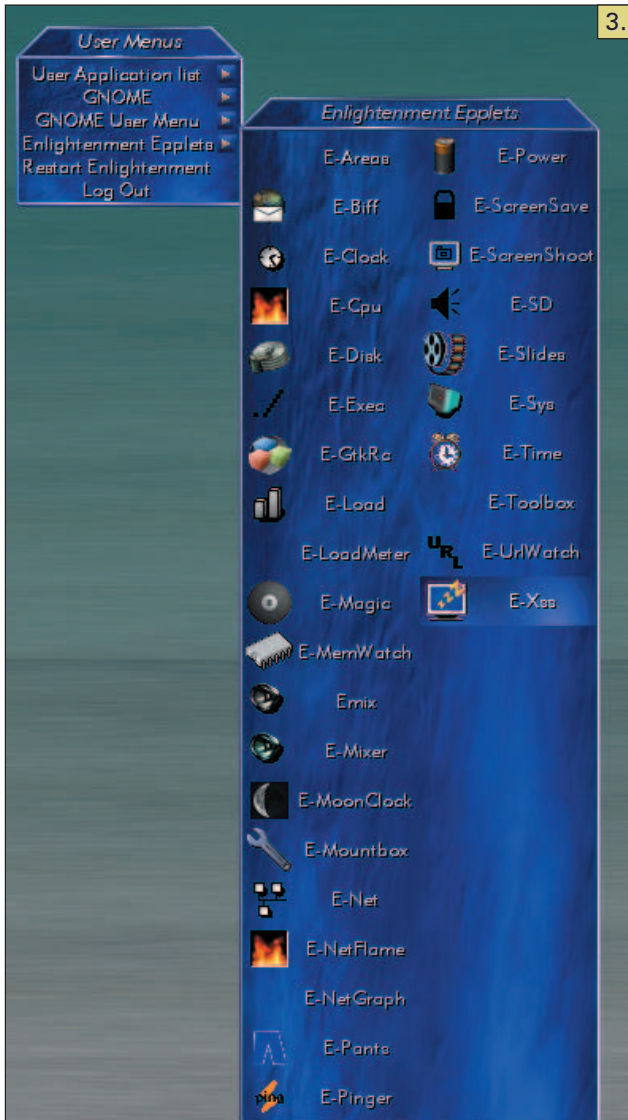 3.
User Menus
User Application list
GNOME
GNOME User Menu
Enlightenment Epplets
Restart Enlightenment
Log Out
Enlightenment Epplets
E-Areas
E-Biff
E-Clock
E-Cpu
E-Disk
E-Exec
E-GtkRc
E-Load
E-LoadMeter
E-Magic
E-MemWatch
Emix
E-Mixer
E-MoonClock
E-Mountbox
E-Net
E-NetFlame
E-NetGraph
E-Pants
ping
E-Pinger
E-Power
E-ScreenSave
E-ScreenShoot
E-SD
E-Slides
E-Sys
E-Time
E-Toolbox
URL
E-UrlWatch
zzz
E-Xss